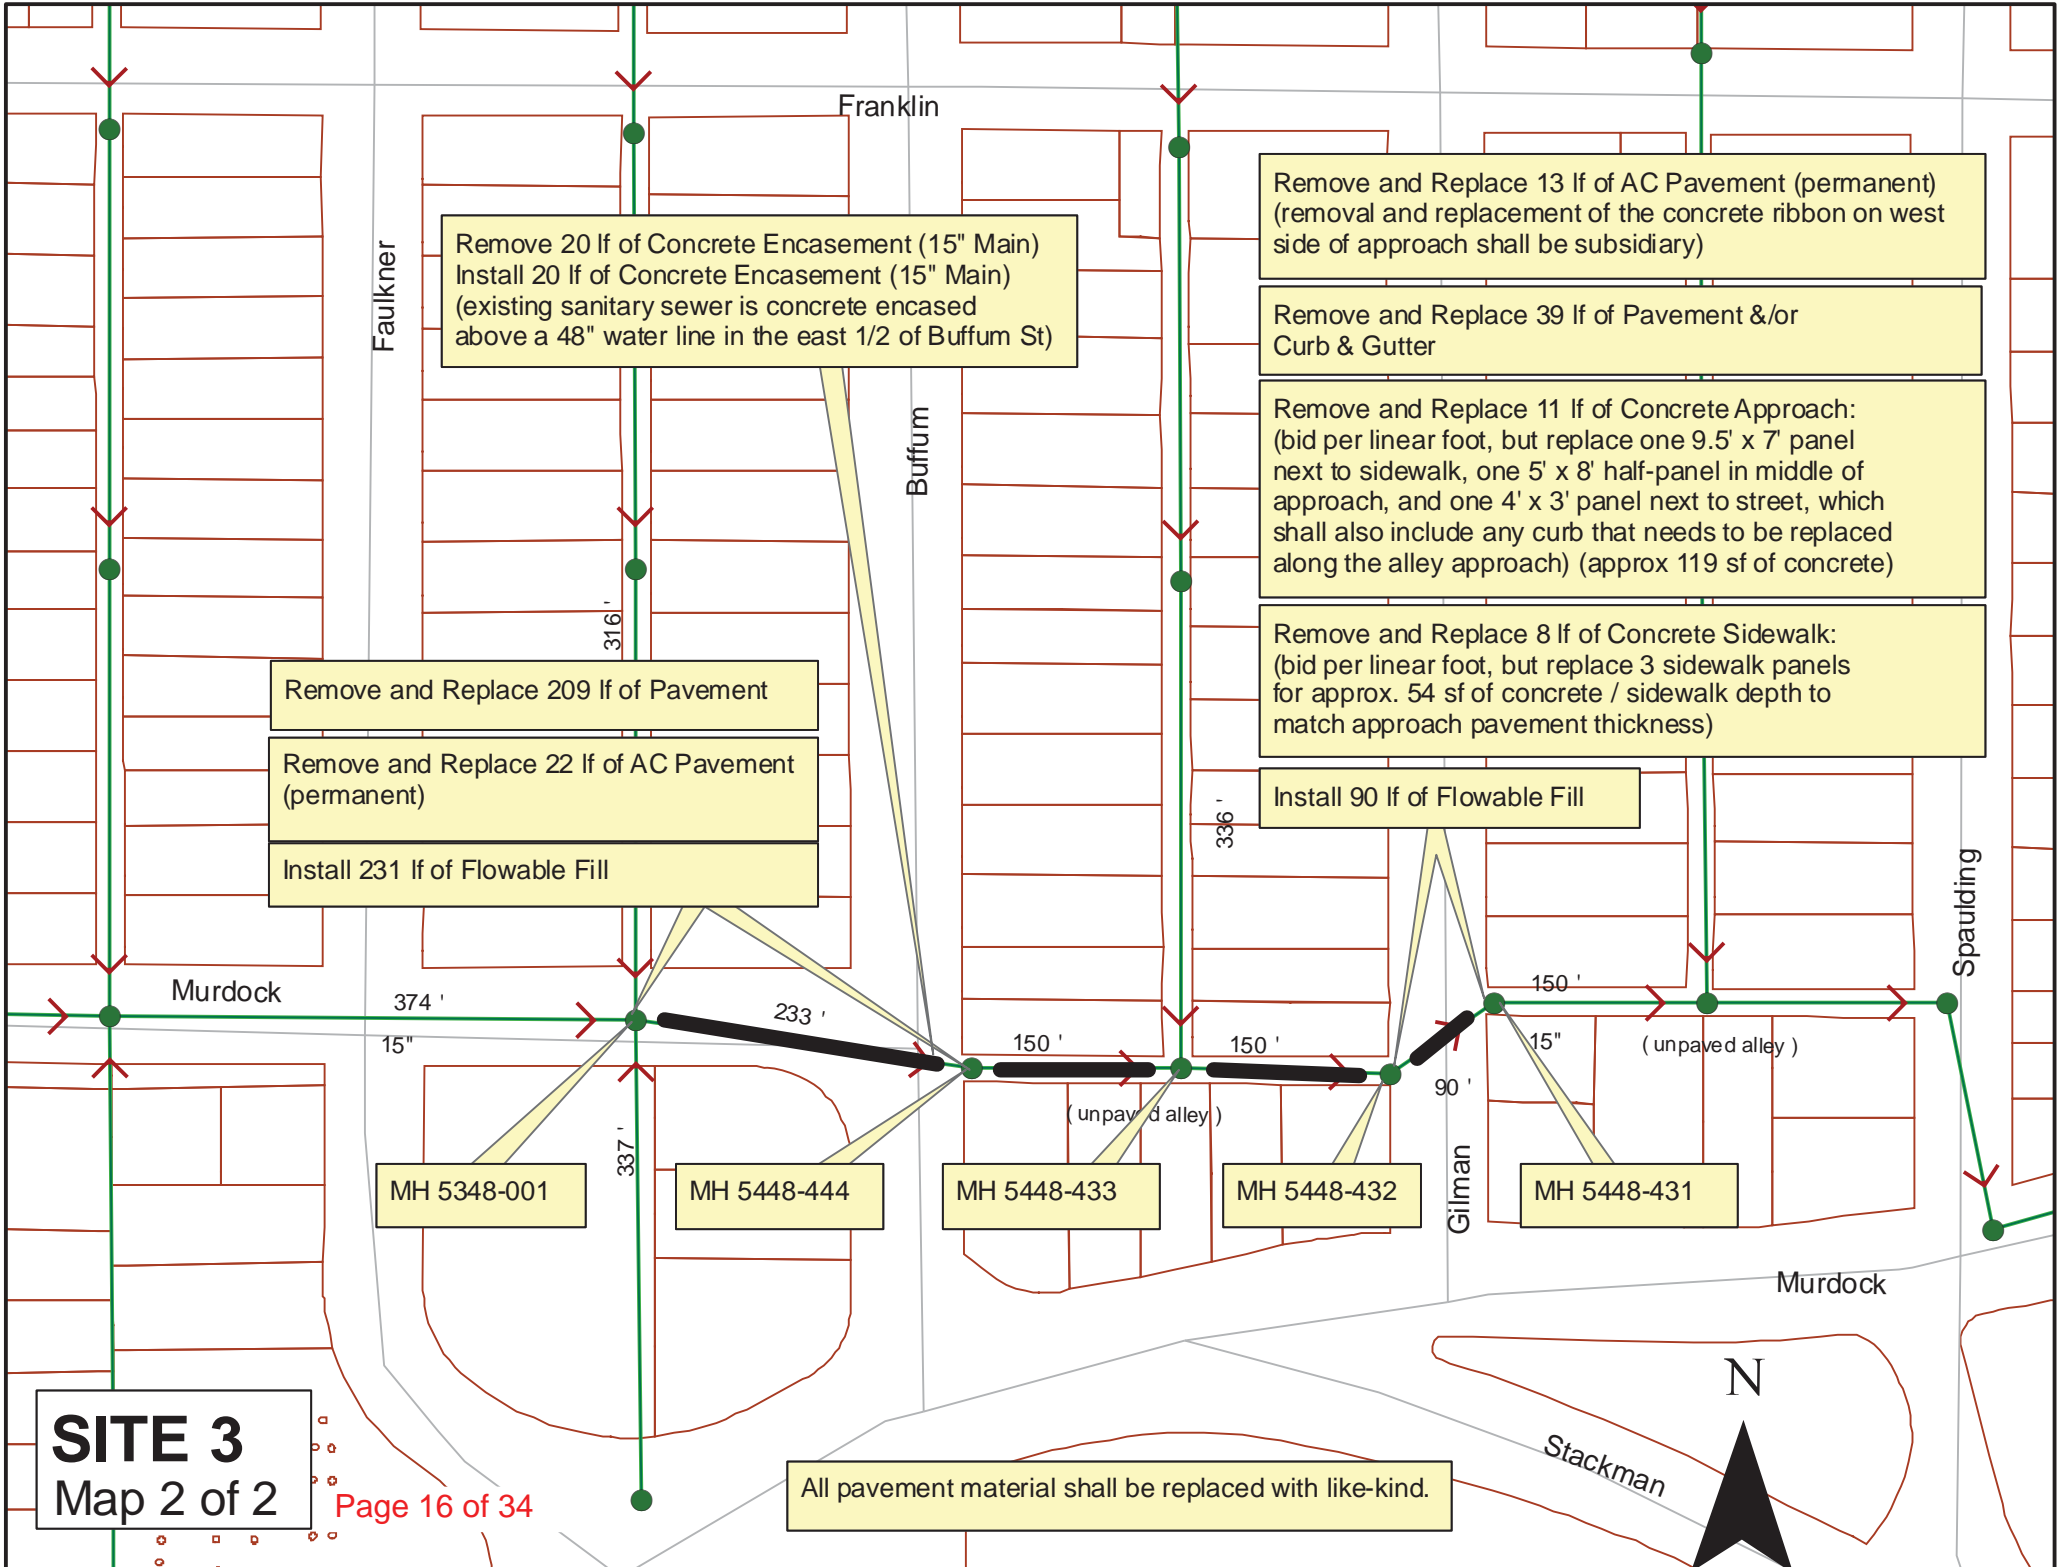 Franklin
Faulkner
Buffum
Remove 20 lf of Concrete Encasement (15" Main)
Install 20 lf of Concrete Encasement (15" Main)
(existing sanitary sewer is concrete encased
above a 48" water line in the east 1/2 of Buffum St)
Remove and Replace 13 lf of AC Pavement (permanent)
(removal and replacement of the concrete ribbon on west
side of approach shall be subsidiary)
Remove and Replace 39 lf of Pavement &/or
Curb & Gutter
Remove and Replace 11 lf of Concrete Approach:
(bid per linear foot, but replace one 9.5' x 7' panel
next to sidewalk, one 5' x 8' half-panel in middle of
approach, and one 4' x 3' panel next to street, which
shall also include any curb that needs to be replaced
along the alley approach) (approx 119 sf of concrete)
Remove and Replace 8 lf of Concrete Sidewalk:
(bid per linear foot, but replace 3 sidewalk panels
for approx. 54 sf of concrete / sidewalk depth to
match approach pavement thickness)
316 '
Remove and Replace 209 lf of Pavement
Remove and Replace 22 lf of AC Pavement
(permanent)
Install 231 lf of Flowable Fill
Install 90 lf of Flowable Fill
336 '
Spaulding
Murdock
374 '
15"
233 '
150 '
150 '
150 '
15"
( unpaved alley )
90 '
( unpaved alley )
337 '
MH 5348-001
MH 5448-444
MH 5448-433
MH 5448-432
MH 5448-431
Gilman
Murdock
Stackman
N
SITE 3
Map 2 of 2
Page 16 of 34
All pavement material shall be replaced with like-kind.